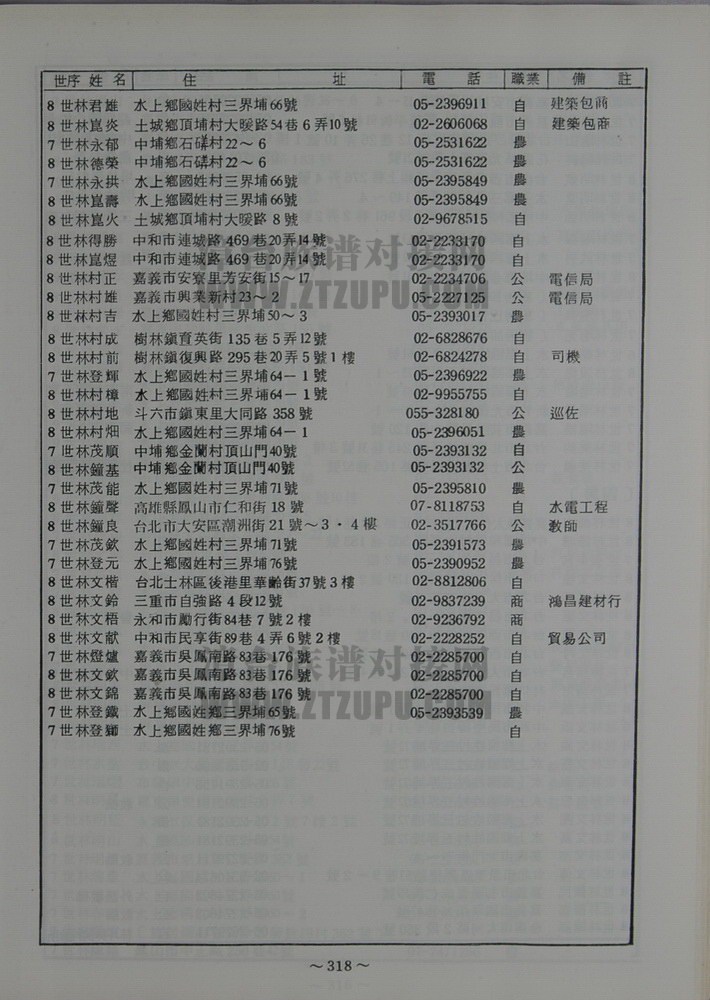 世序 姓名 住址 電話 職業 備註
8 世林君雄 水上鄉國姓村三界埔66號 05-2396911 自 建築包商
8 世林崑炎 土城鄉頂埔村大暖路54巷6弄10號 02-2606068 自 建築包商
7 世林永郁 中埔鄉石硦村22～6 05-2531622 農
8 世林德榮 中埔鄉石硦村22～6 05-2531622 農
7 世林永拱 水上鄉國姓村三界埔66號 05-2395849 農
8 世林崑壽 水上鄉國姓村三界埔66號 05-2395849 農
8 世林崑火 土城鄉頂埔村大暖路8號 02-9678515 自
8 世林得勝 中和市連城路469巷20弄14號 02-2233170 自
8 世林崑煜 中和市連城路469巷20弄14號 02-2233170 自
8 世林村正 嘉義市安寮里芳安街15～17 02-2234706 公 電信局
8 世林村雄 嘉義市興業新村23～2 05-2227125 公 電信局
8 世林村吉 水上鄉國姓村三界埔50～3 05-2393017 農
8 世林村成 樹林鎮育英街135巷5弄12號 02-6828676 自
8 世林村前 樹林鎮復興路295巷20弄5號1樓 02-6824278 自 司機
7 世林登輝 水上鄉國姓村三界埔64－1號 05-2396922 農
8 世林村樟 水上鄉國姓村三界埔64－1號 02-9955755 自
8 世林村地 斗六市鎮東里大同路358號 055-328180 公 巡佐
8 世林村畑 水上鄉國姓村三界埔64－1 05-2396051 農
7 世林茂順 中埔鄉金蘭村頂山門40號 05-2393132 自
8 世林鐘基 中埔鄉金蘭村頂山門40號 05-2393132 公
7 世林茂能 水上鄉國姓村三界埔71號 05-2395810 農
8 世林鐘聲 高雄縣鳳山市仁和街18號 07-8118753 自 水電工程
8 世林鐘良 台北市大安區潮洲街21號～3・4樓 02-3517766 公 教師
7 世林茂欽 水上鄉國姓村三界埔71號 05-2391573 農
7 世林登元 水上鄉國姓村三界埔76號 05-2390952 農
8 世林文楷 台北士林區後港里華齡街37號3樓 02-8812806 自
8 世林文鈴 三重市自強路4段12號 02-9837239 商 鴻昌建材行
8 世林文梧 永和市勵行街84巷7號2樓 02-9236792 商
8 世林文献 中和市民享街89巷4弄6號2樓 02-2228252 自 貿易公司
7 世林燈爐 嘉義市吳鳳南路83巷176號 02-2285700 自
8 世林文欽 嘉義市吳鳳南路83巷176號 02-2285700 自
8 世林文錦 嘉義市吳鳳南路83巷176號 02-2285700 自
7 世林登鐵 水上鄉國姓鄉三界埔65號 05-2393539 農
7 世林登獅 水上鄉國姓鄉三界埔76號 自
～318～
族谱对接网
WWW.ZTZUPU.COM
族谱对接网
WWW.ZTZUPU.COM